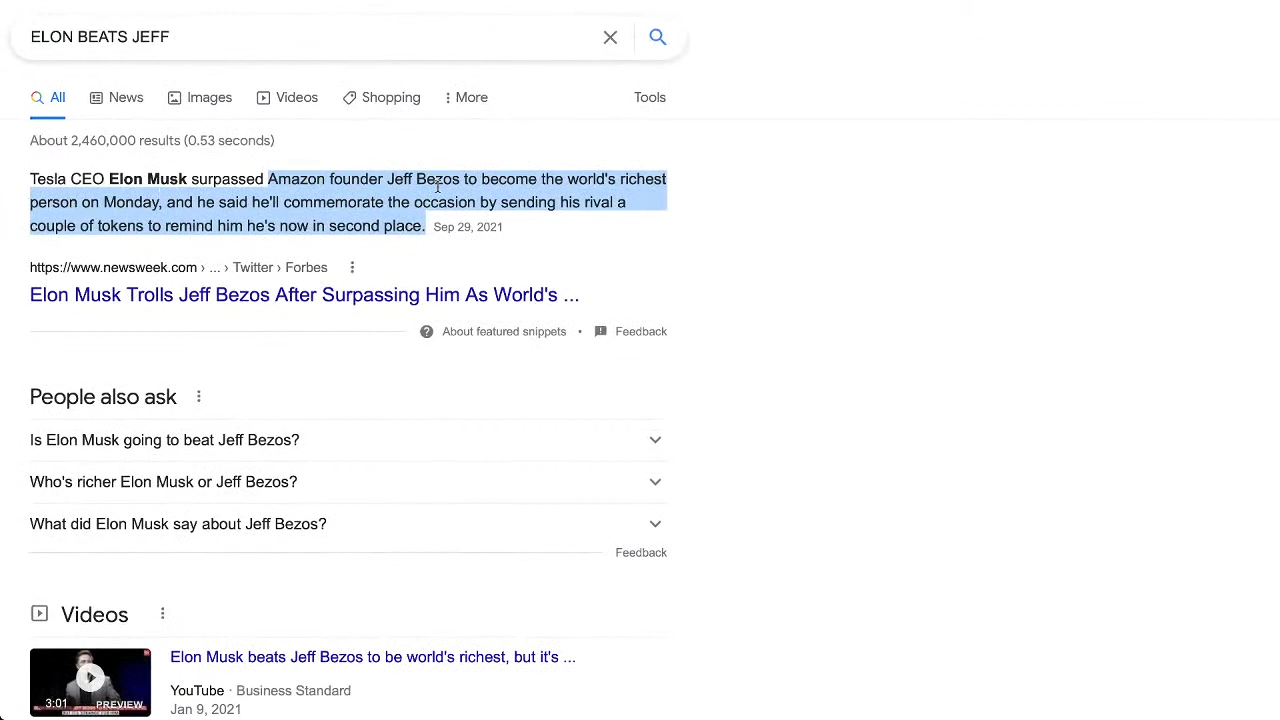 ELON BEATS JEFF
All News Images Videos Shopping More Tools
About 2,460,000 results (0.53 seconds)
Tesla CEO Elon Musk surpassed Amazon founder Jeff Bezos to become the world's richest
person on Monday, and he said he'll commemorate the occasion by sending his rival a
couple of tokens to remind him he's now in second place. Sep 29, 2021
https://www.newsweek.com › ... › Twitter › Forbes
Elon Musk Trolls Jeff Bezos After Surpassing Him As World's ...
About featured snippets • Feedback
People also ask
Is Elon Musk going to beat Jeff Bezos?
Who's richer Elon Musk or Jeff Bezos?
What did Elon Musk say about Jeff Bezos?
Feedback
Videos
Elon Musk beats Jeff Bezos to be world's richest, but it's ...
YouTube · Business Standard
Jan 9, 2021
3:01 PREVIEW